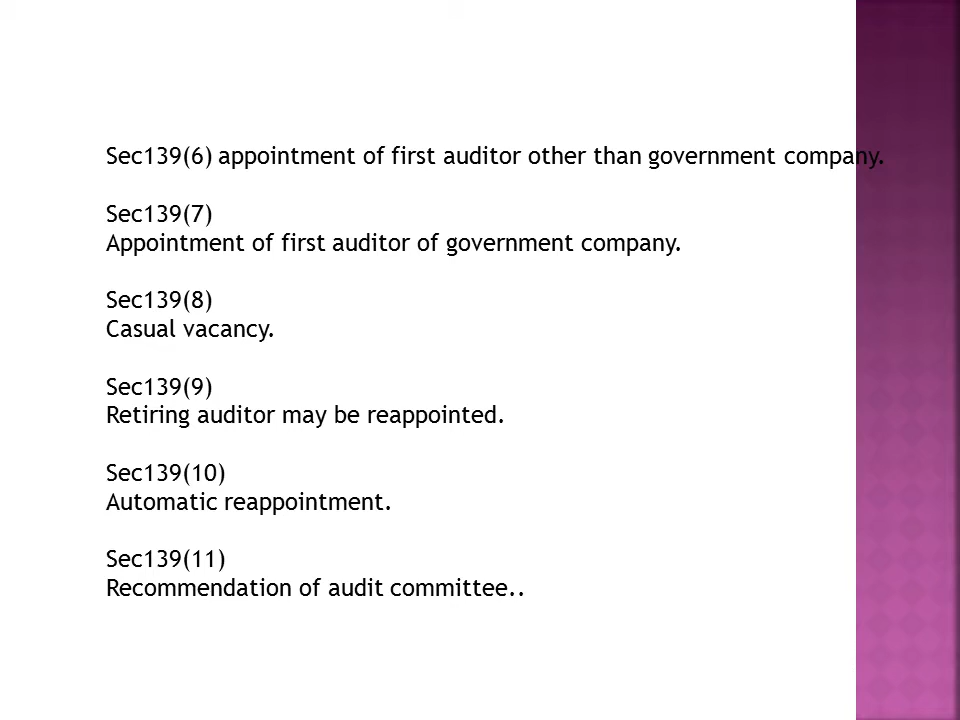 Sec139(6) appointment of first auditor other than government company.
Sec139(7)
Appointment of first auditor of government company.
Sec139(8)
Casual vacancy.
Sec139(9)
Retiring auditor may be reappointed.
Sec139(10)
Automatic reappointment.
Sec139(11)
Recommendation of audit committee..